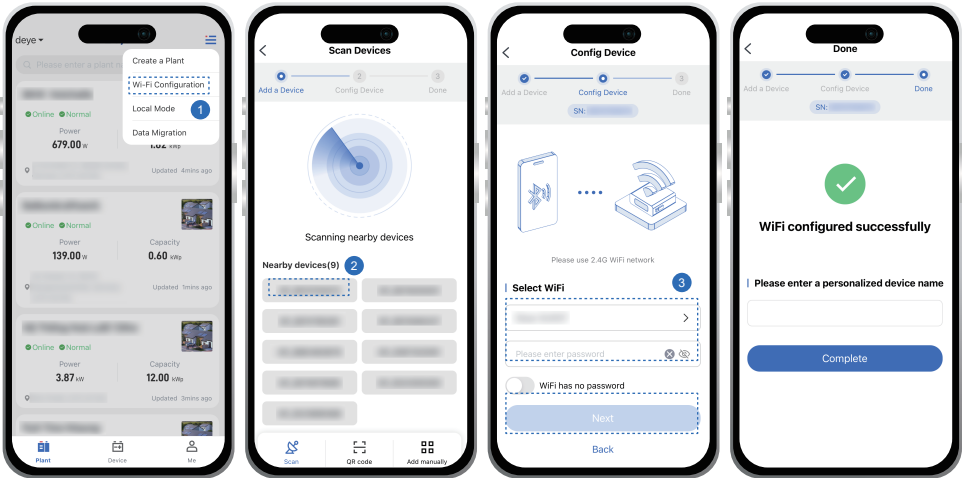 deye
Please enter a plant
Create a Plant
Wi-Fi Configuration
Local Mode
1
Data Migration
Online Normal
Power
679.00 W
1.02 kWp
Updated 4mins ago
Online Normal
Power
Capacity
139.00 W
0.60 kWp
Updated 1mins ago
Online Normal
Power
Capacity
3.87 kW
12.00 kWp
Updated 3mins ago
Plant
Device
Me
Scan Devices
2
3
Add a Device
Config Device
Done
Scanning nearby devices
Nearby devices(9)
2
Scan
QR code
Add manually
Config Device
3
Add a Device
Config Device
Done
SN:
Please use 2.4G WiFi network
Select WiFi
3
Please enter password
WiFi has no password
Next
Back
Done
Add a Device
Config Device
Done
SN:
WiFi configured successfully
Please enter a personalized device name
Complete